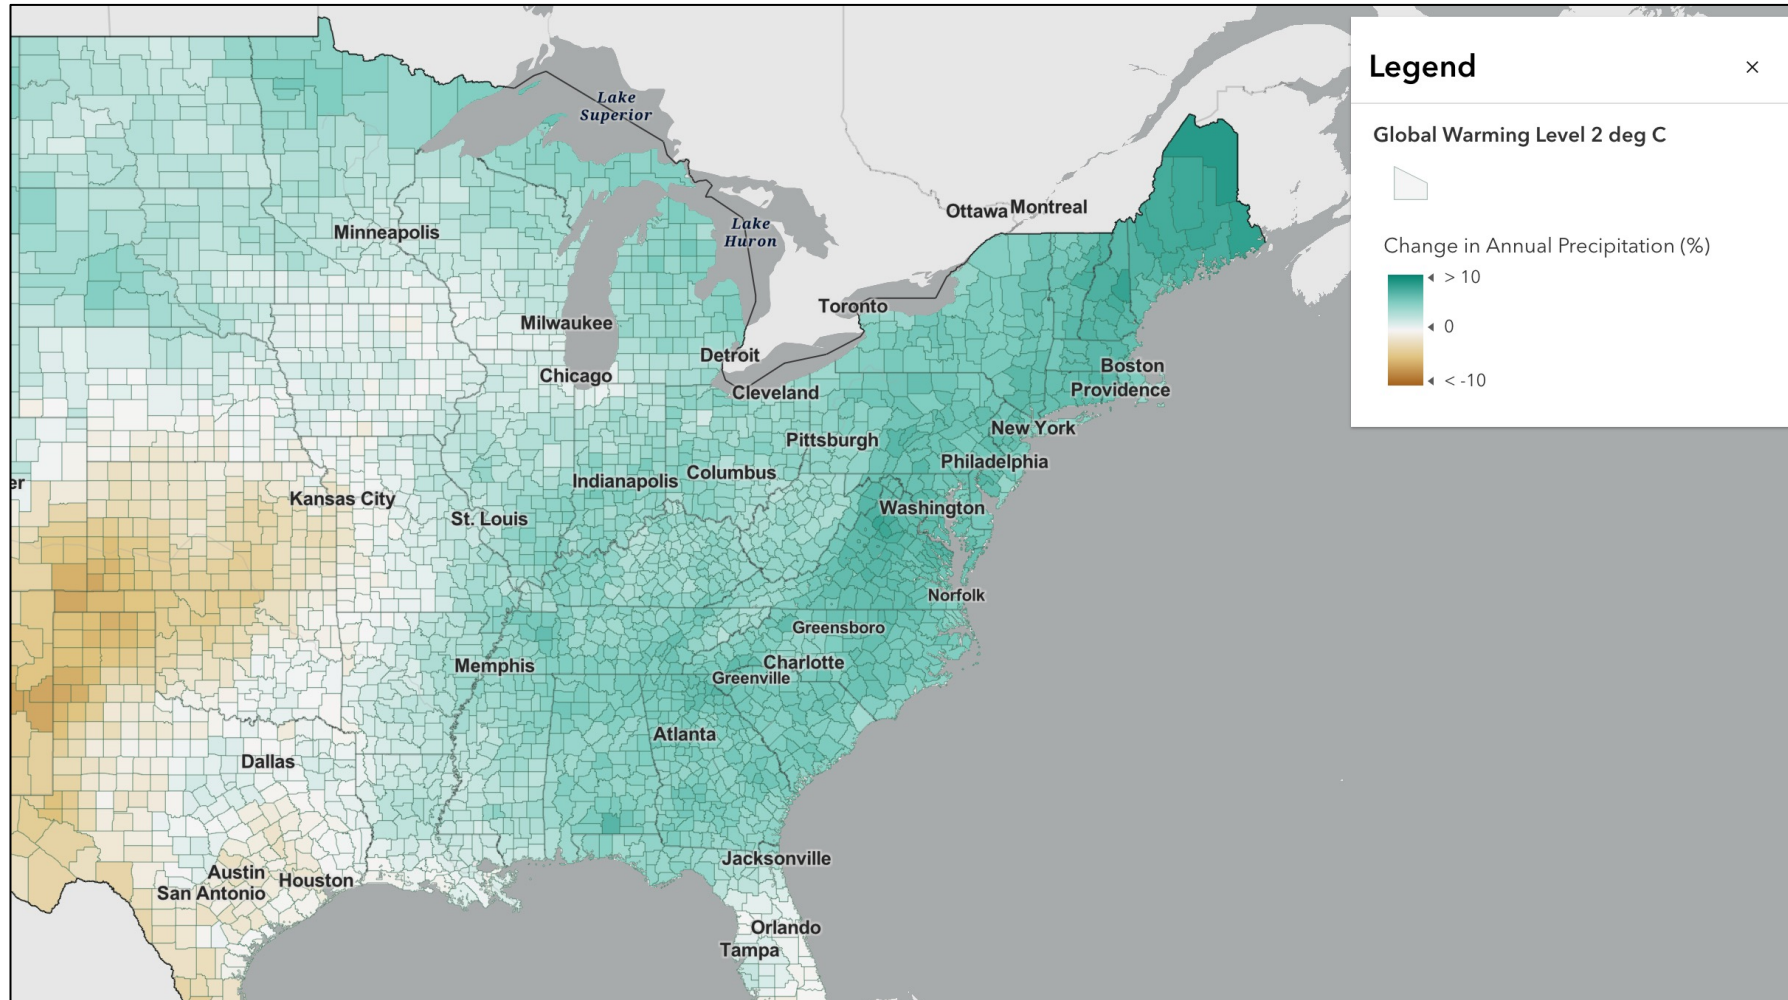 Lake
Superior
Legend
×
Global Warming Level 2 deg C
Ottawa
Montreal
Lake
Huron
Minneapolis
Change in Annual Precipitation (%)
> 10
0
< -10
Toronto
Milwaukee
Detroit
Chicago
Cleveland
Boston
Providence
New York
Pittsburgh
Philadelphia
Columbus
Indianapolis
er
Kansas City
Washington
St. Louis
Norfolk
Greensboro
Charlotte
Memphis
Greenville
Atlanta
Dallas
Jacksonville
Austin
Houston
San Antonio
Orlando
Tampa